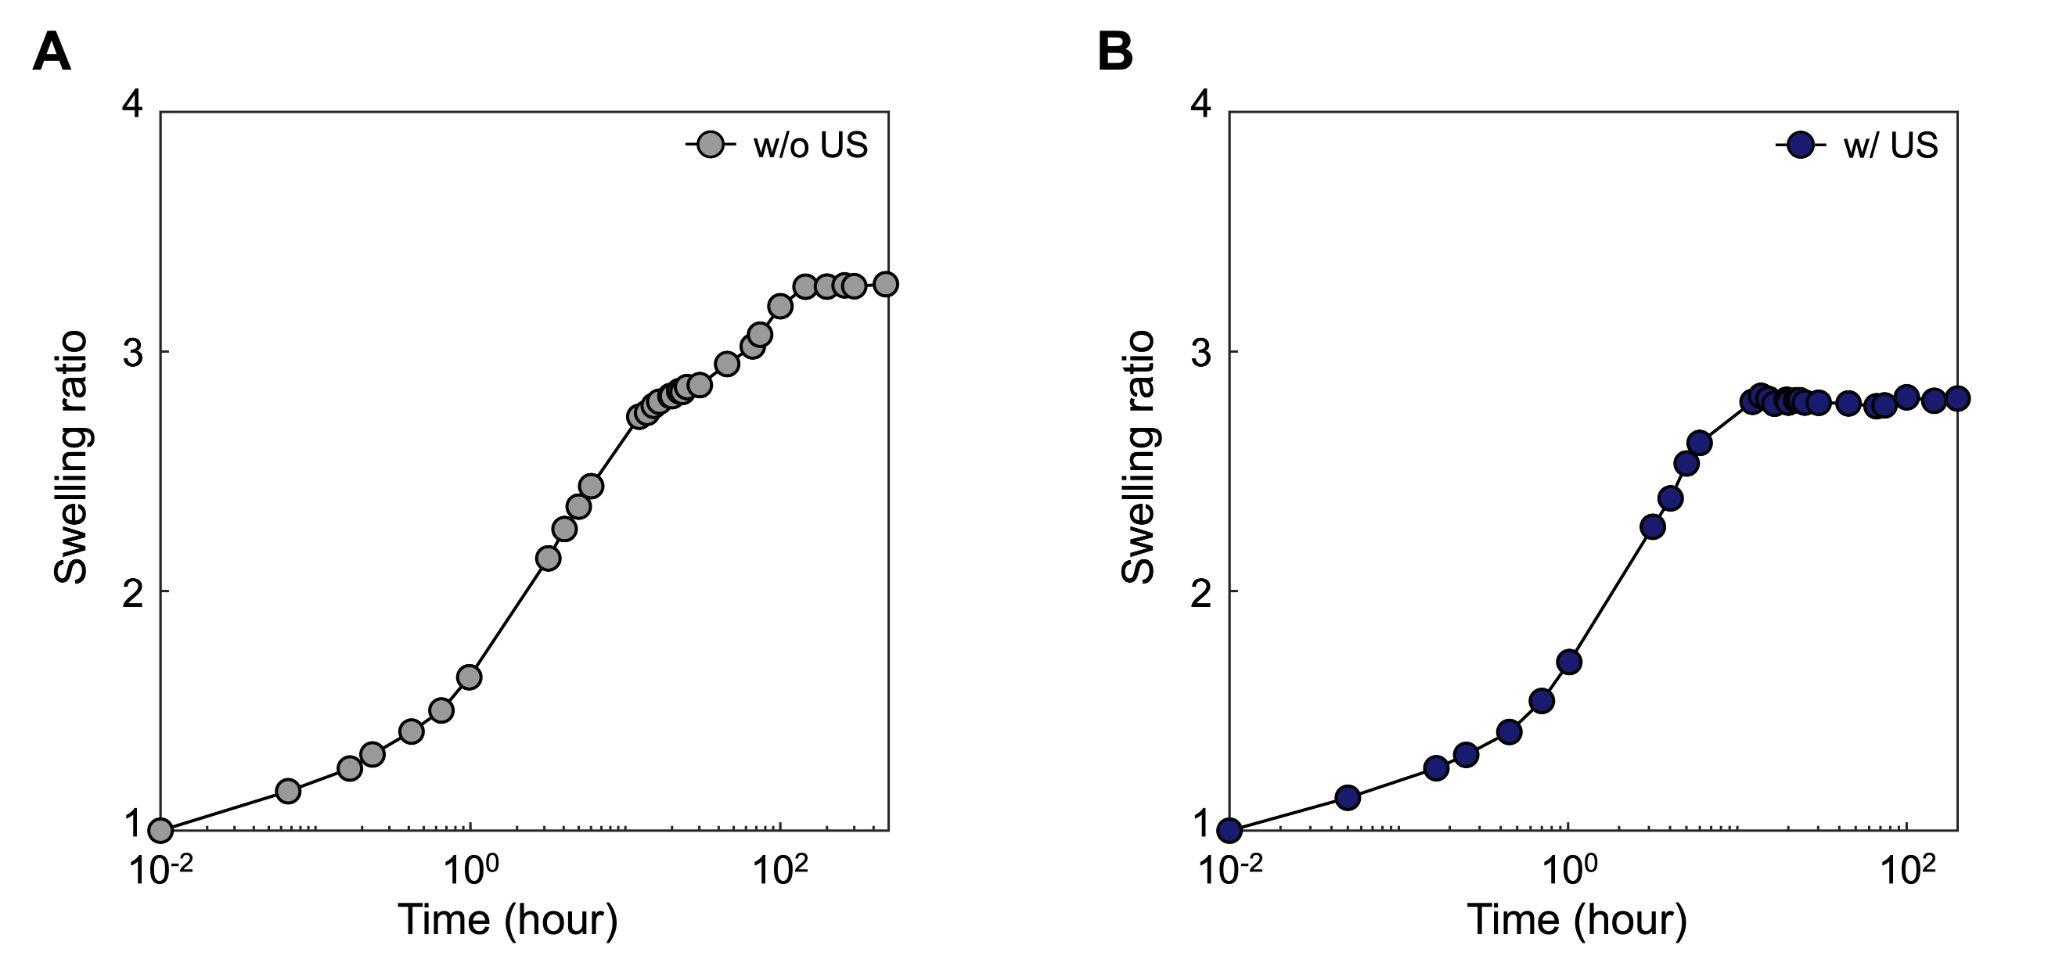 A
4
w/o US
3
2
1
Swelling ratio
10⁻² 10⁰ 10²
Time (hour)
B
4
w/ US
3
2
1
Swelling ratio
10⁻² 10⁰ 10²
Time (hour)